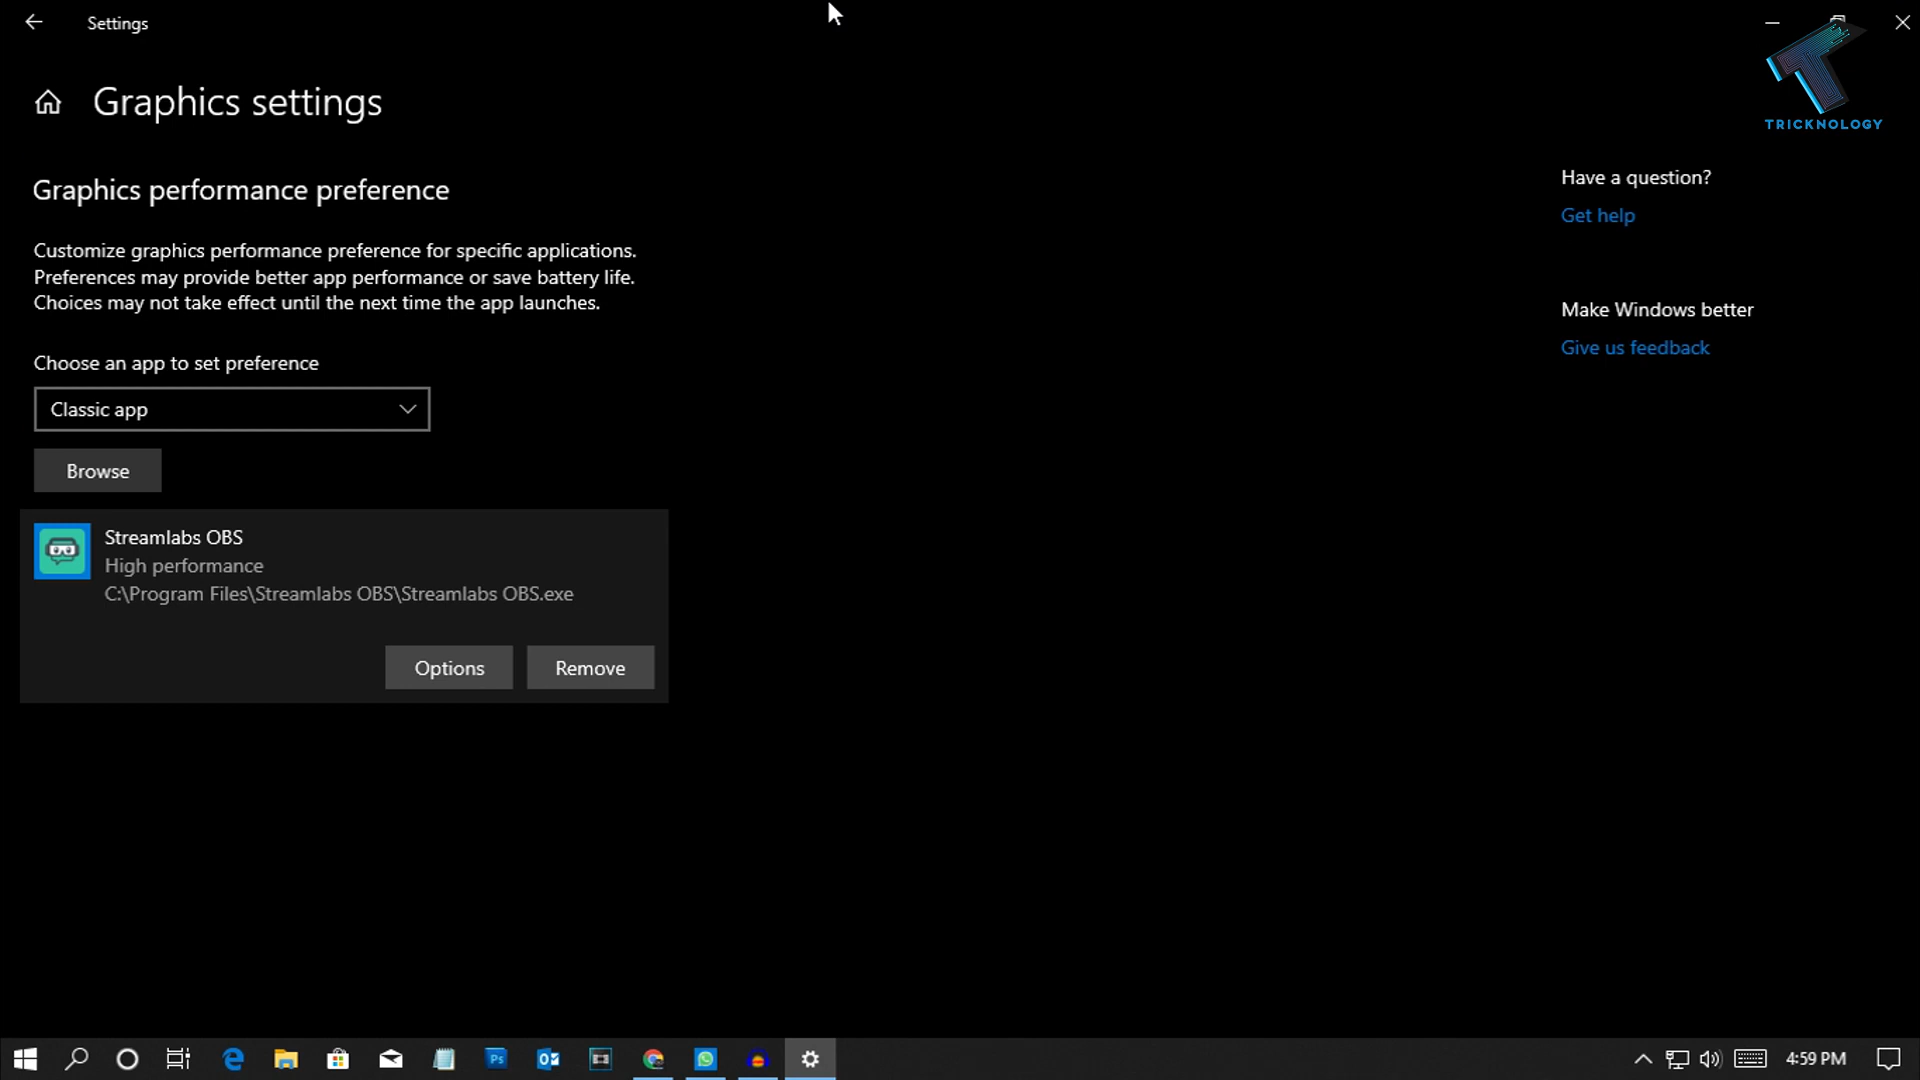 Settings
Graphics settings
TRICKNOLOGY
Graphics performance preference
Have a question?
Get help
Customize graphics performance preference for specific applications.
Preferences may provide better app performance or save battery life.
Choices may not take effect until the next time the app launches.
Make Windows better
Give us feedback
Choose an app to set preference
Classic app
Browse
Streamlabs OBS
High performance
C:\Program Files\Streamlabs OBS\Streamlabs OBS.exe
Options
Remove
Ps
4:59 PM